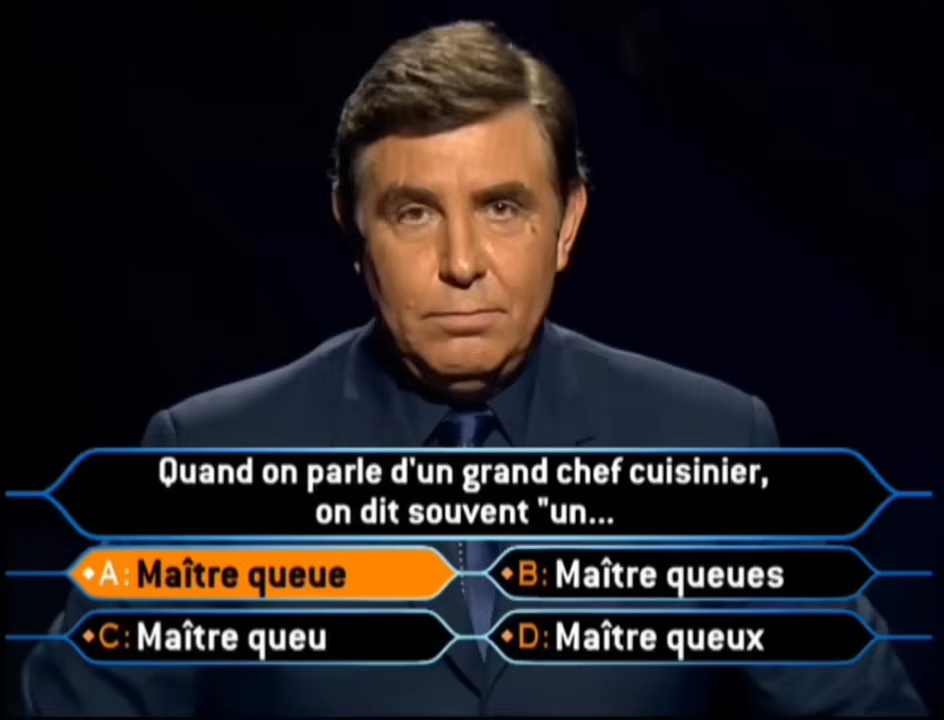 Quand on parle d'un grand chef cuisinier,
on dit souvent "un...
A: Maître queue
B: Maître queues
C: Maître queu
D: Maître queux